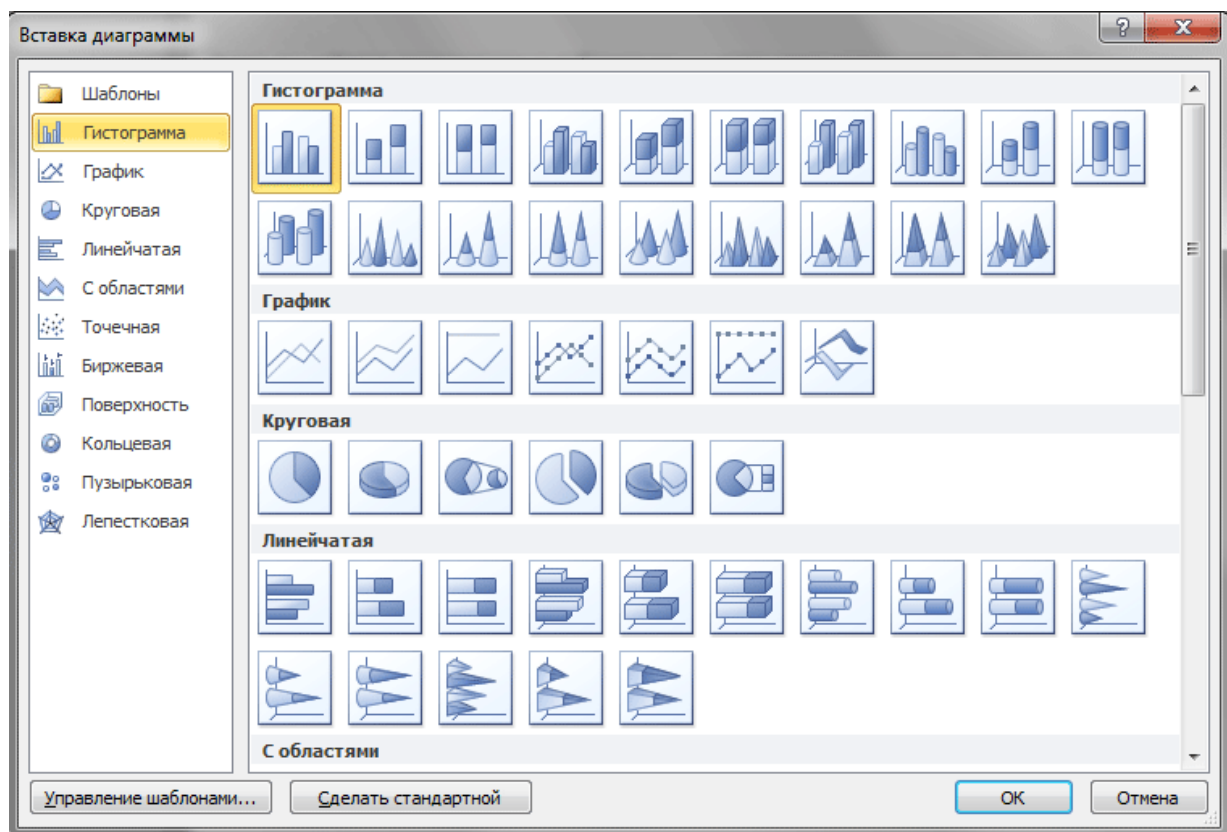 Вставка диаграммы
?
X
Шаблоны
Гистограмма
График
Круговая
Линейчатая
С областями
Точечная
Биржевая
Поверхность
Кольцевая
Пузырьковая
Лепестковая
Гистограмма
График
Круговая
Линейчатая
С областями
Управление шаблонами...
Сделать стандартной
ОК
Отмена